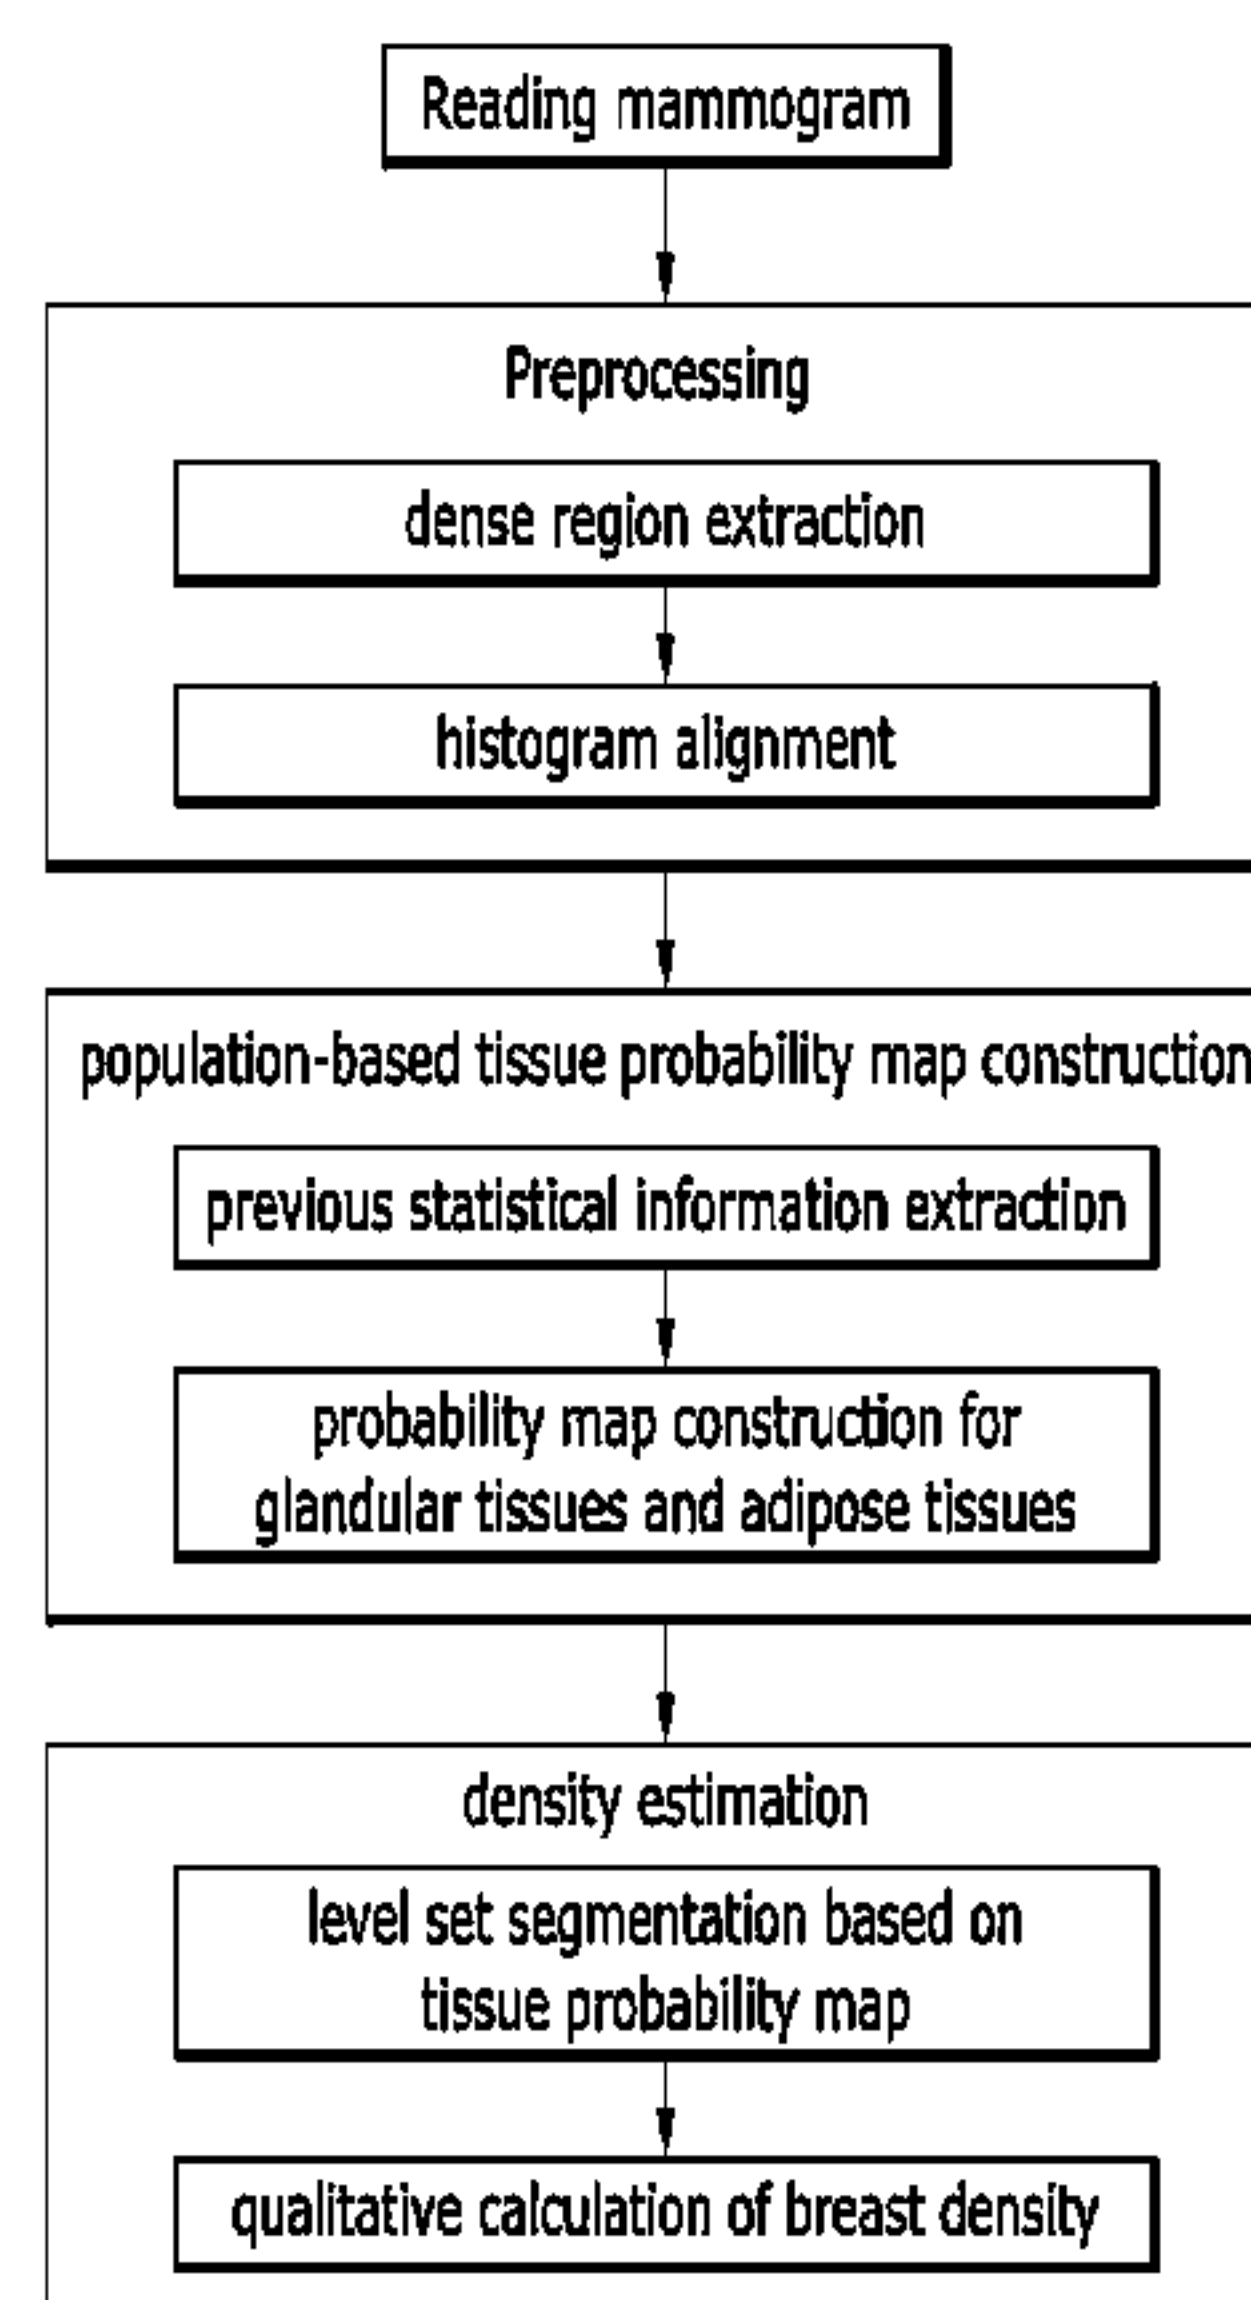 Reading mammogram
Preprocessing
dense region extraction
histogram alignment
population-based tissue probability map construction
previous statistical information extraction
probability map construction for
glandular tissues and adipose tissues
density estimation
level set segmentation based on
tissue probability map
qualitative calculation of breast density